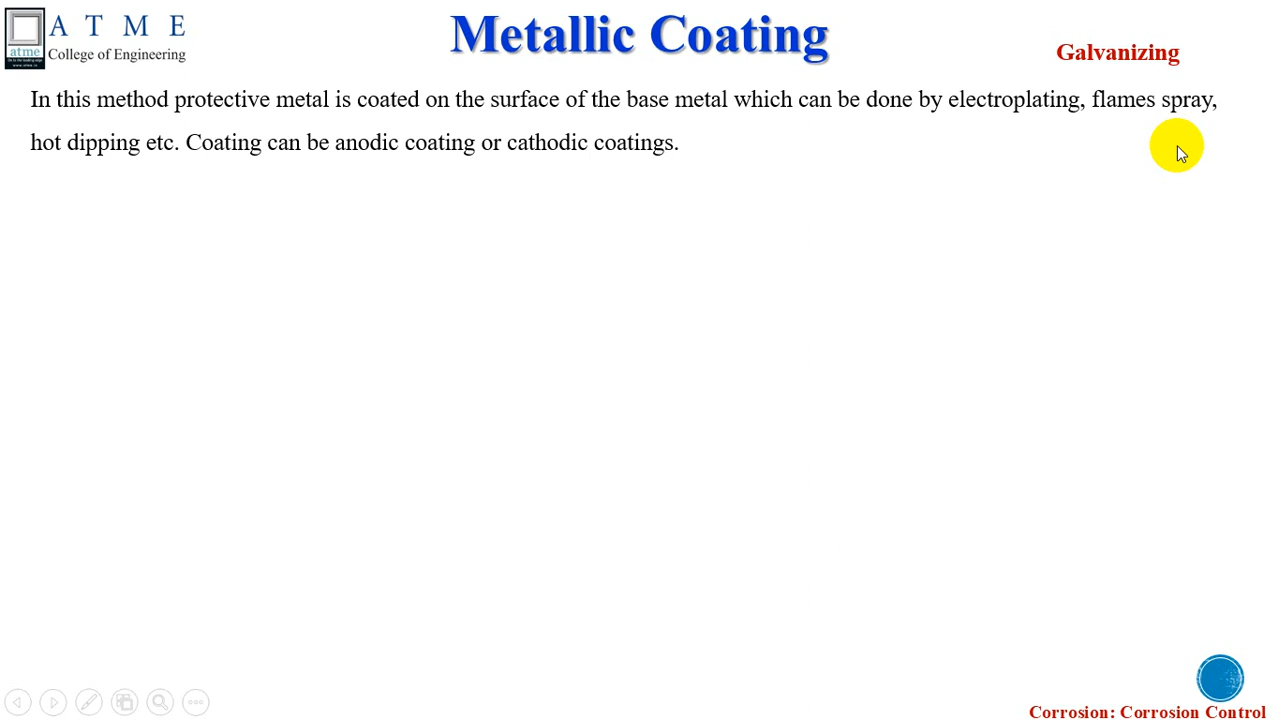 A T M E
College of Engineering
atme
Metallic Coating
Galvanizing
In this method protective metal is coated on the surface of the base metal which can be done by electroplating, flames spray,
hot dipping etc. Coating can be anodic coating or cathodic coatings.
Corrosion: Corrosion Control